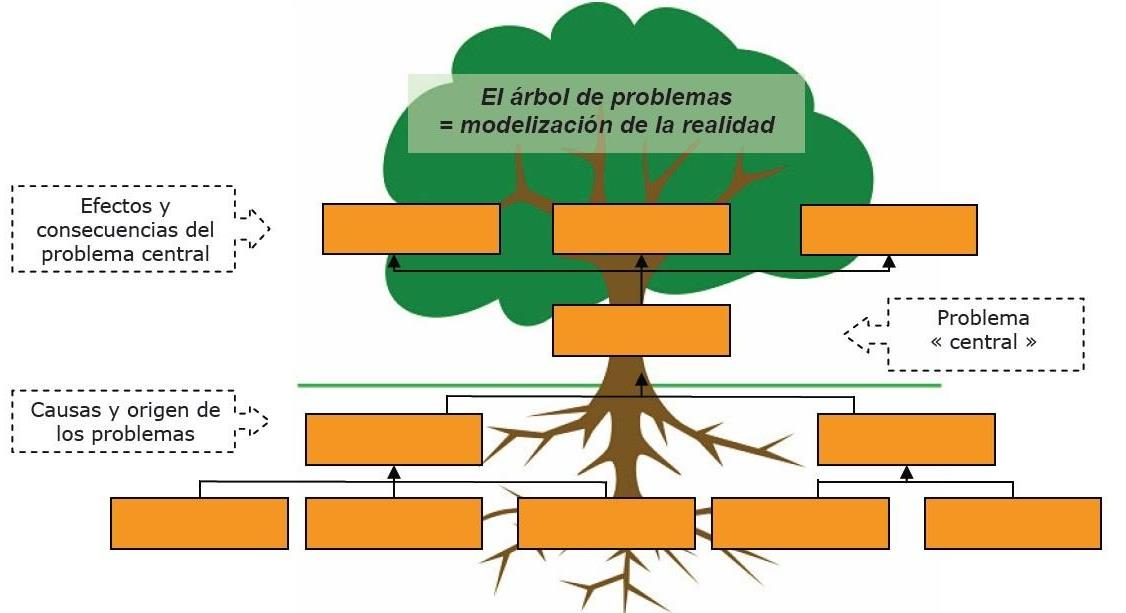 El árbol de problemas
= modelización de la realidad
Efectos y
consecuencias del
problema central
Problema
« central »
Causas y origen de
los problemas